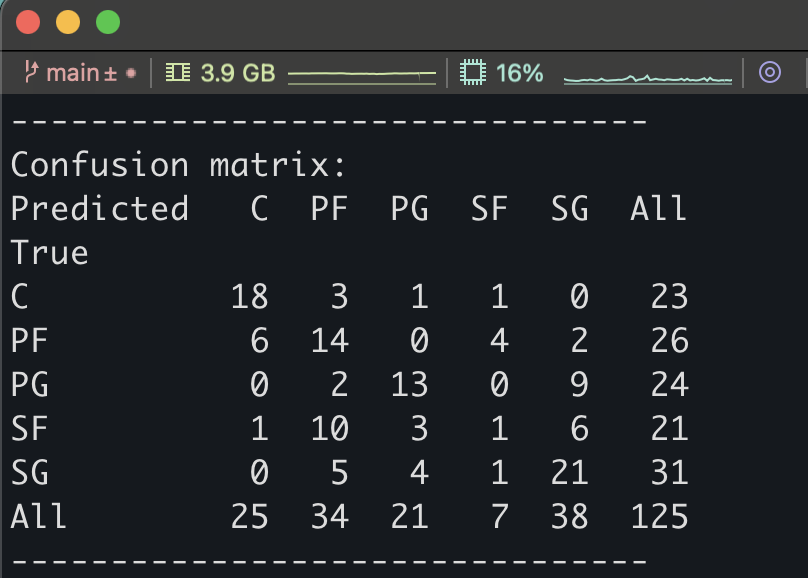 main ± 3.9 GB 16%
--------------------------------
Confusion matrix:
Predicted   C  PF  PG  SF  SG  All
True
C          18   3   1   1   0   23
PF          6  14   0   4   2   26
PG          0   2  13   0   9   24
SF          1  10   3   1   6   21
SG          0   5   4   1  21   31
All        25  34  21   7  38  125
--------------------------------